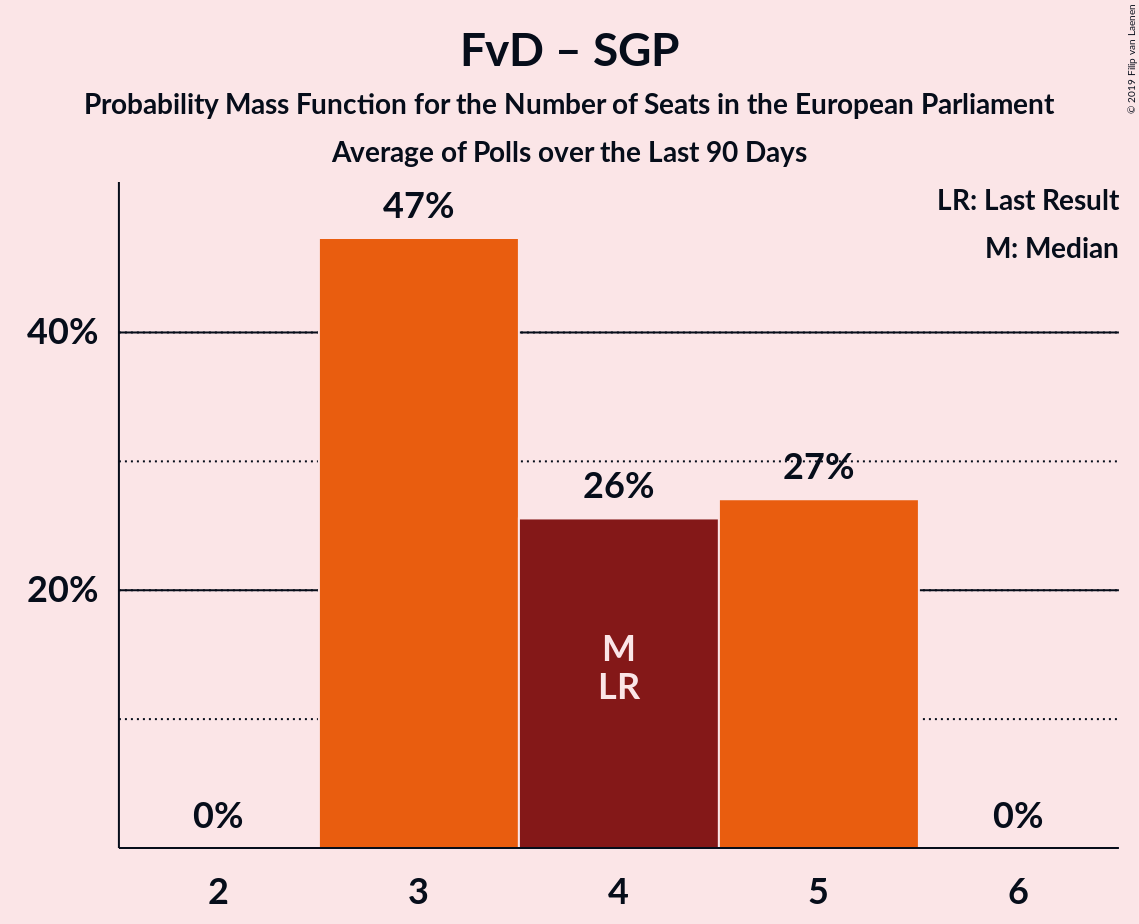 FvD – SGP
Probability Mass Function for the Number of Seats in the European Parliament
Average of Polls over the Last 90 Days
© 2019 Filip van Laenen
LR: Last Result
M: Median
47%
40%
27%
26%
20%
M
LR
0%
0%
2
3
4
5
6